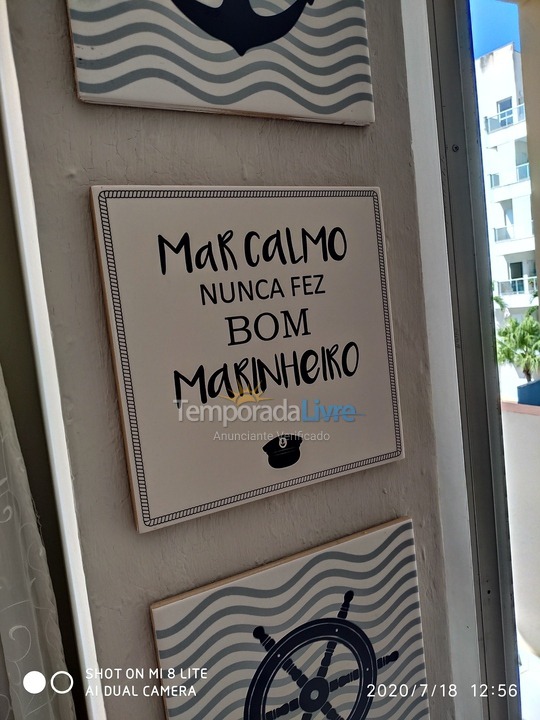 MAR CALMO
NUNCA FEZ
BOM
MARINHEIRO
TemporadaLivre
Anunciante Verificado
SHOT ON MI 8 LITE
AI DUAL CAMERA
2020/7/18 12:56